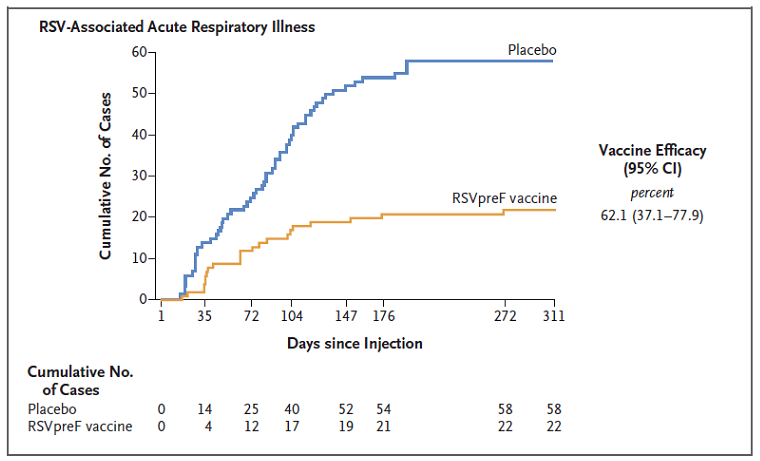 RSV-Associated Acute Respiratory Illness
Placebo
60
50
40
30
20
10
0
Cumulative No. of Cases
RSVpreF vaccine
Vaccine Efficacy
(95% CI)
percent
62.1 (37.1–77.9)
1 35 72 104 147 176 272 311
Days since Injection
Cumulative No.
of Cases
Placebo 0 14 25 40 52 54 58 58
RSVpreF vaccine 0 4 12 17 19 21 22 22